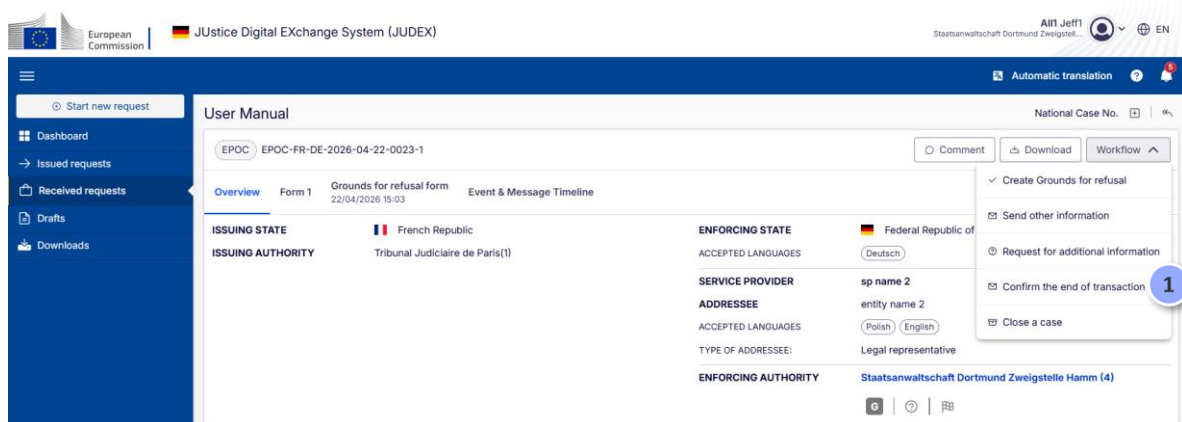 European Commission
JUstice Digital EXchange System (JUDEX)
All1 Jeff1
Staatsanwaltschaft Dortmund Zweigstel...
EN
Automatic translation
5
Start new request
Dashboard
Issued requests
Received requests
Drafts
Downloads
User Manual
National Case No.
EPOC EPOC-FR-DE-2026-04-22-0023-1
Comment Download Workflow
Create Grounds for refusal
Send other information
Request for additional information
Confirm the end of transaction 1
Close a case
Overview Form 1 Grounds for refusal form Event & Message Timeline
22/04/2026 15:03
ISSUING STATE French Republic
ISSUING AUTHORITY Tribunal Judiciaire de Paris(1)
ENFORCING STATE Federal Republic of
ACCEPTED LANGUAGES Deutsch
SERVICE PROVIDER sp name 2
ADDRESSEE entity name 2
ACCEPTED LANGUAGES Polish English
TYPE OF ADDRESSEE: Legal representative
ENFORCING AUTHORITY Staatsanwaltschaft Dortmund Zweigstelle Hamm (4)
G